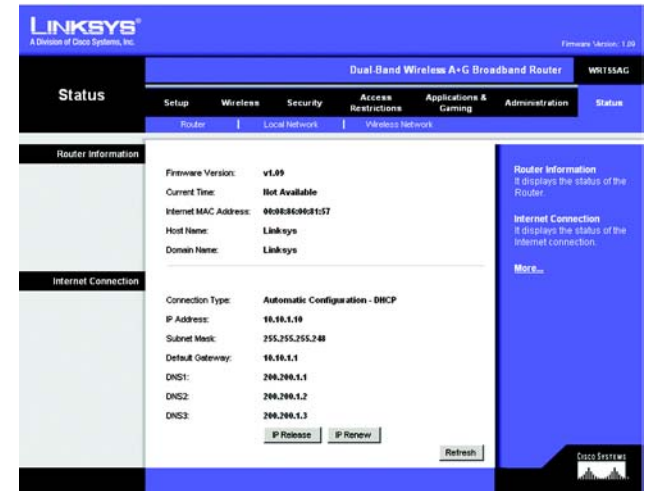 LINKSYS®
A Division of Cisco Systems, Inc.
Firmware Version: 1.09
Dual-Band Wireless A+G Broadband Router WRT55AG
Status
Setup Wireless Security Access Restrictions Applications & Gaming Administration Status
Router | Local Network | Wireless Network
Router Information
Firmware Version: v1.09
Current Time: Not Available
Internet MAC Address: 00:08:86:00:81:57
Host Name: Linksys
Domain Name: Linksys
Internet Connection
Connection Type: Automatic Configuration - DHCP
IP Address: 10.10.1.10
Subnet Mask: 255.255.255.248
Default Gateway: 10.10.1.1
DNS1: 200.200.1.1
DNS2: 200.200.1.2
DNS3: 200.200.1.3
IP Release IP Renew
Refresh
Router Information
It displays the status of the
Router.
Internet Connection
It displays the status of the
Internet connection.
More...
CISCO SYSTEMS